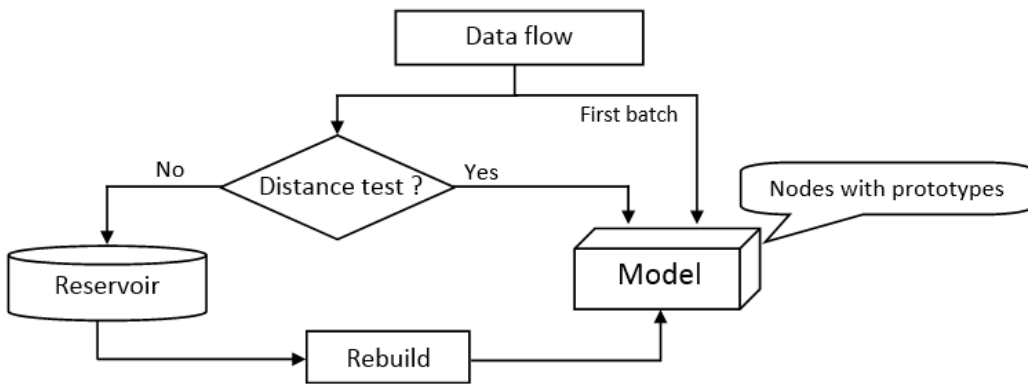 Data flow
First batch
No
Distance test ?
Yes
Nodes with prototypes
Reservoir
Model
Rebuild